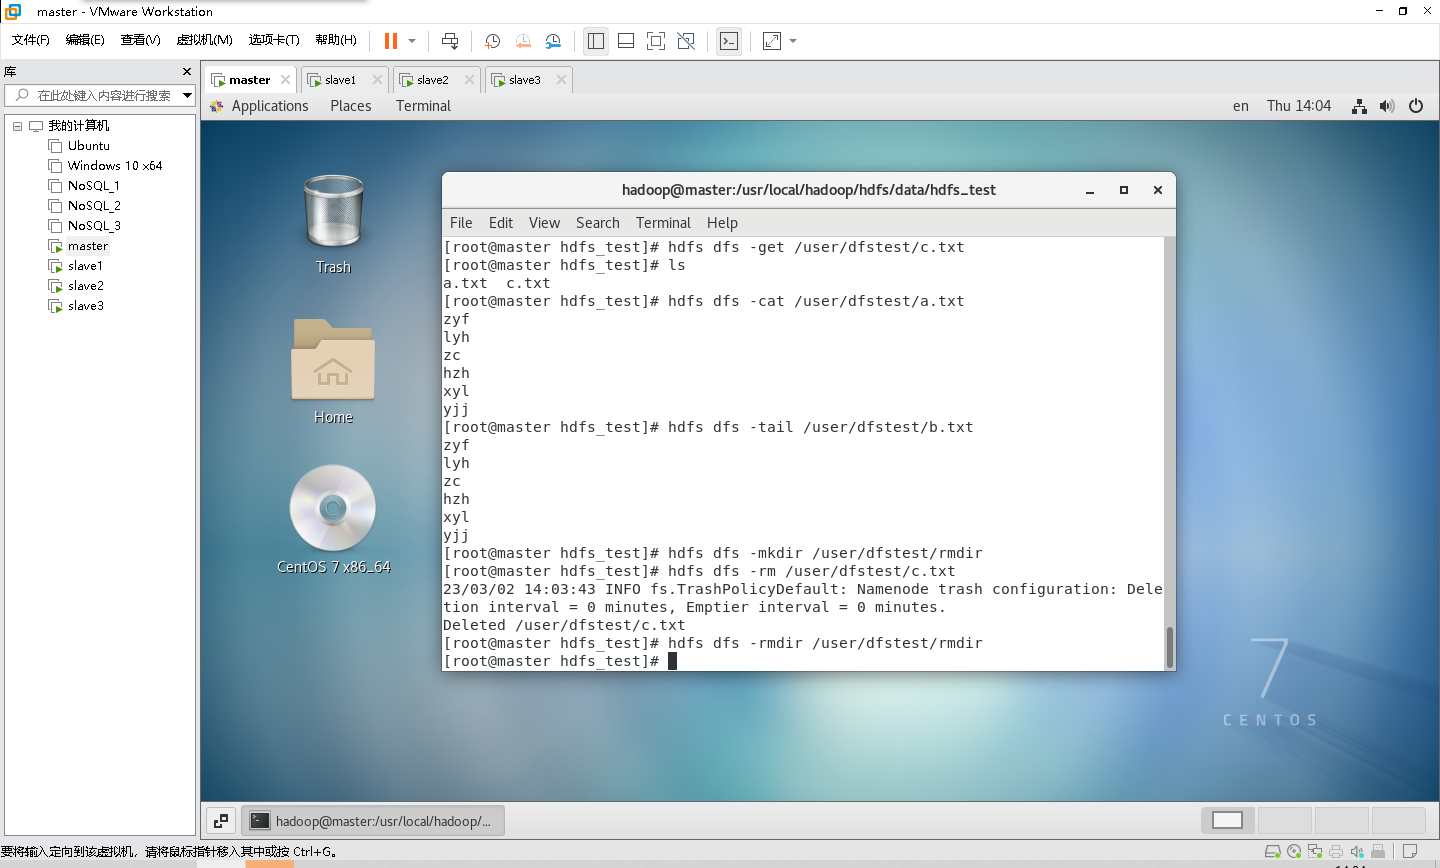 master - VMware Workstation
文件(F) 编辑(E) 查看(V) 虚拟机(M) 选项卡(T) 帮助(H)
库
在此处键入内容进行搜索
我的计算机
Ubuntu
Windows 10 x64
NoSQL_1
NoSQL_2
NoSQL_3
master
slave1
slave2
slave3
master slave1 slave2 slave3
Applications Places Terminal en Thu 14:04
Trash
Home
CentOS 7 x86_64
hadoop@master:/usr/local/hadoop/hdfs/data/hdfs_test
File Edit View Search Terminal Help
[root@master hdfs_test]# hdfs dfs -get /user/dfstest/c.txt
[root@master hdfs_test]# ls
a.txt  c.txt
[root@master hdfs_test]# hdfs dfs -cat /user/dfstest/a.txt
zyf
lyh
zc
hzh
xyl
yjj
[root@master hdfs_test]# hdfs dfs -tail /user/dfstest/b.txt
zyf
lyh
zc
hzh
xyl
yjj
[root@master hdfs_test]# hdfs dfs -mkdir /user/dfstest/rmdir
[root@master hdfs_test]# hdfs dfs -rm /user/dfstest/c.txt
23/03/02 14:03:43 INFO fs.TrashPolicyDefault: Namenode trash configuration: Dele
tion interval = 0 minutes, Emptier interval = 0 minutes.
Deleted /user/dfstest/c.txt
[root@master hdfs_test]# hdfs dfs -rmdir /user/dfstest/rmdir
[root@master hdfs_test]#
7
CENTOS
hadoop@master:/usr/local/hadoop/...
要将输入定向到该虚拟机，请将鼠标指针移入其中或按 Ctrl+G。